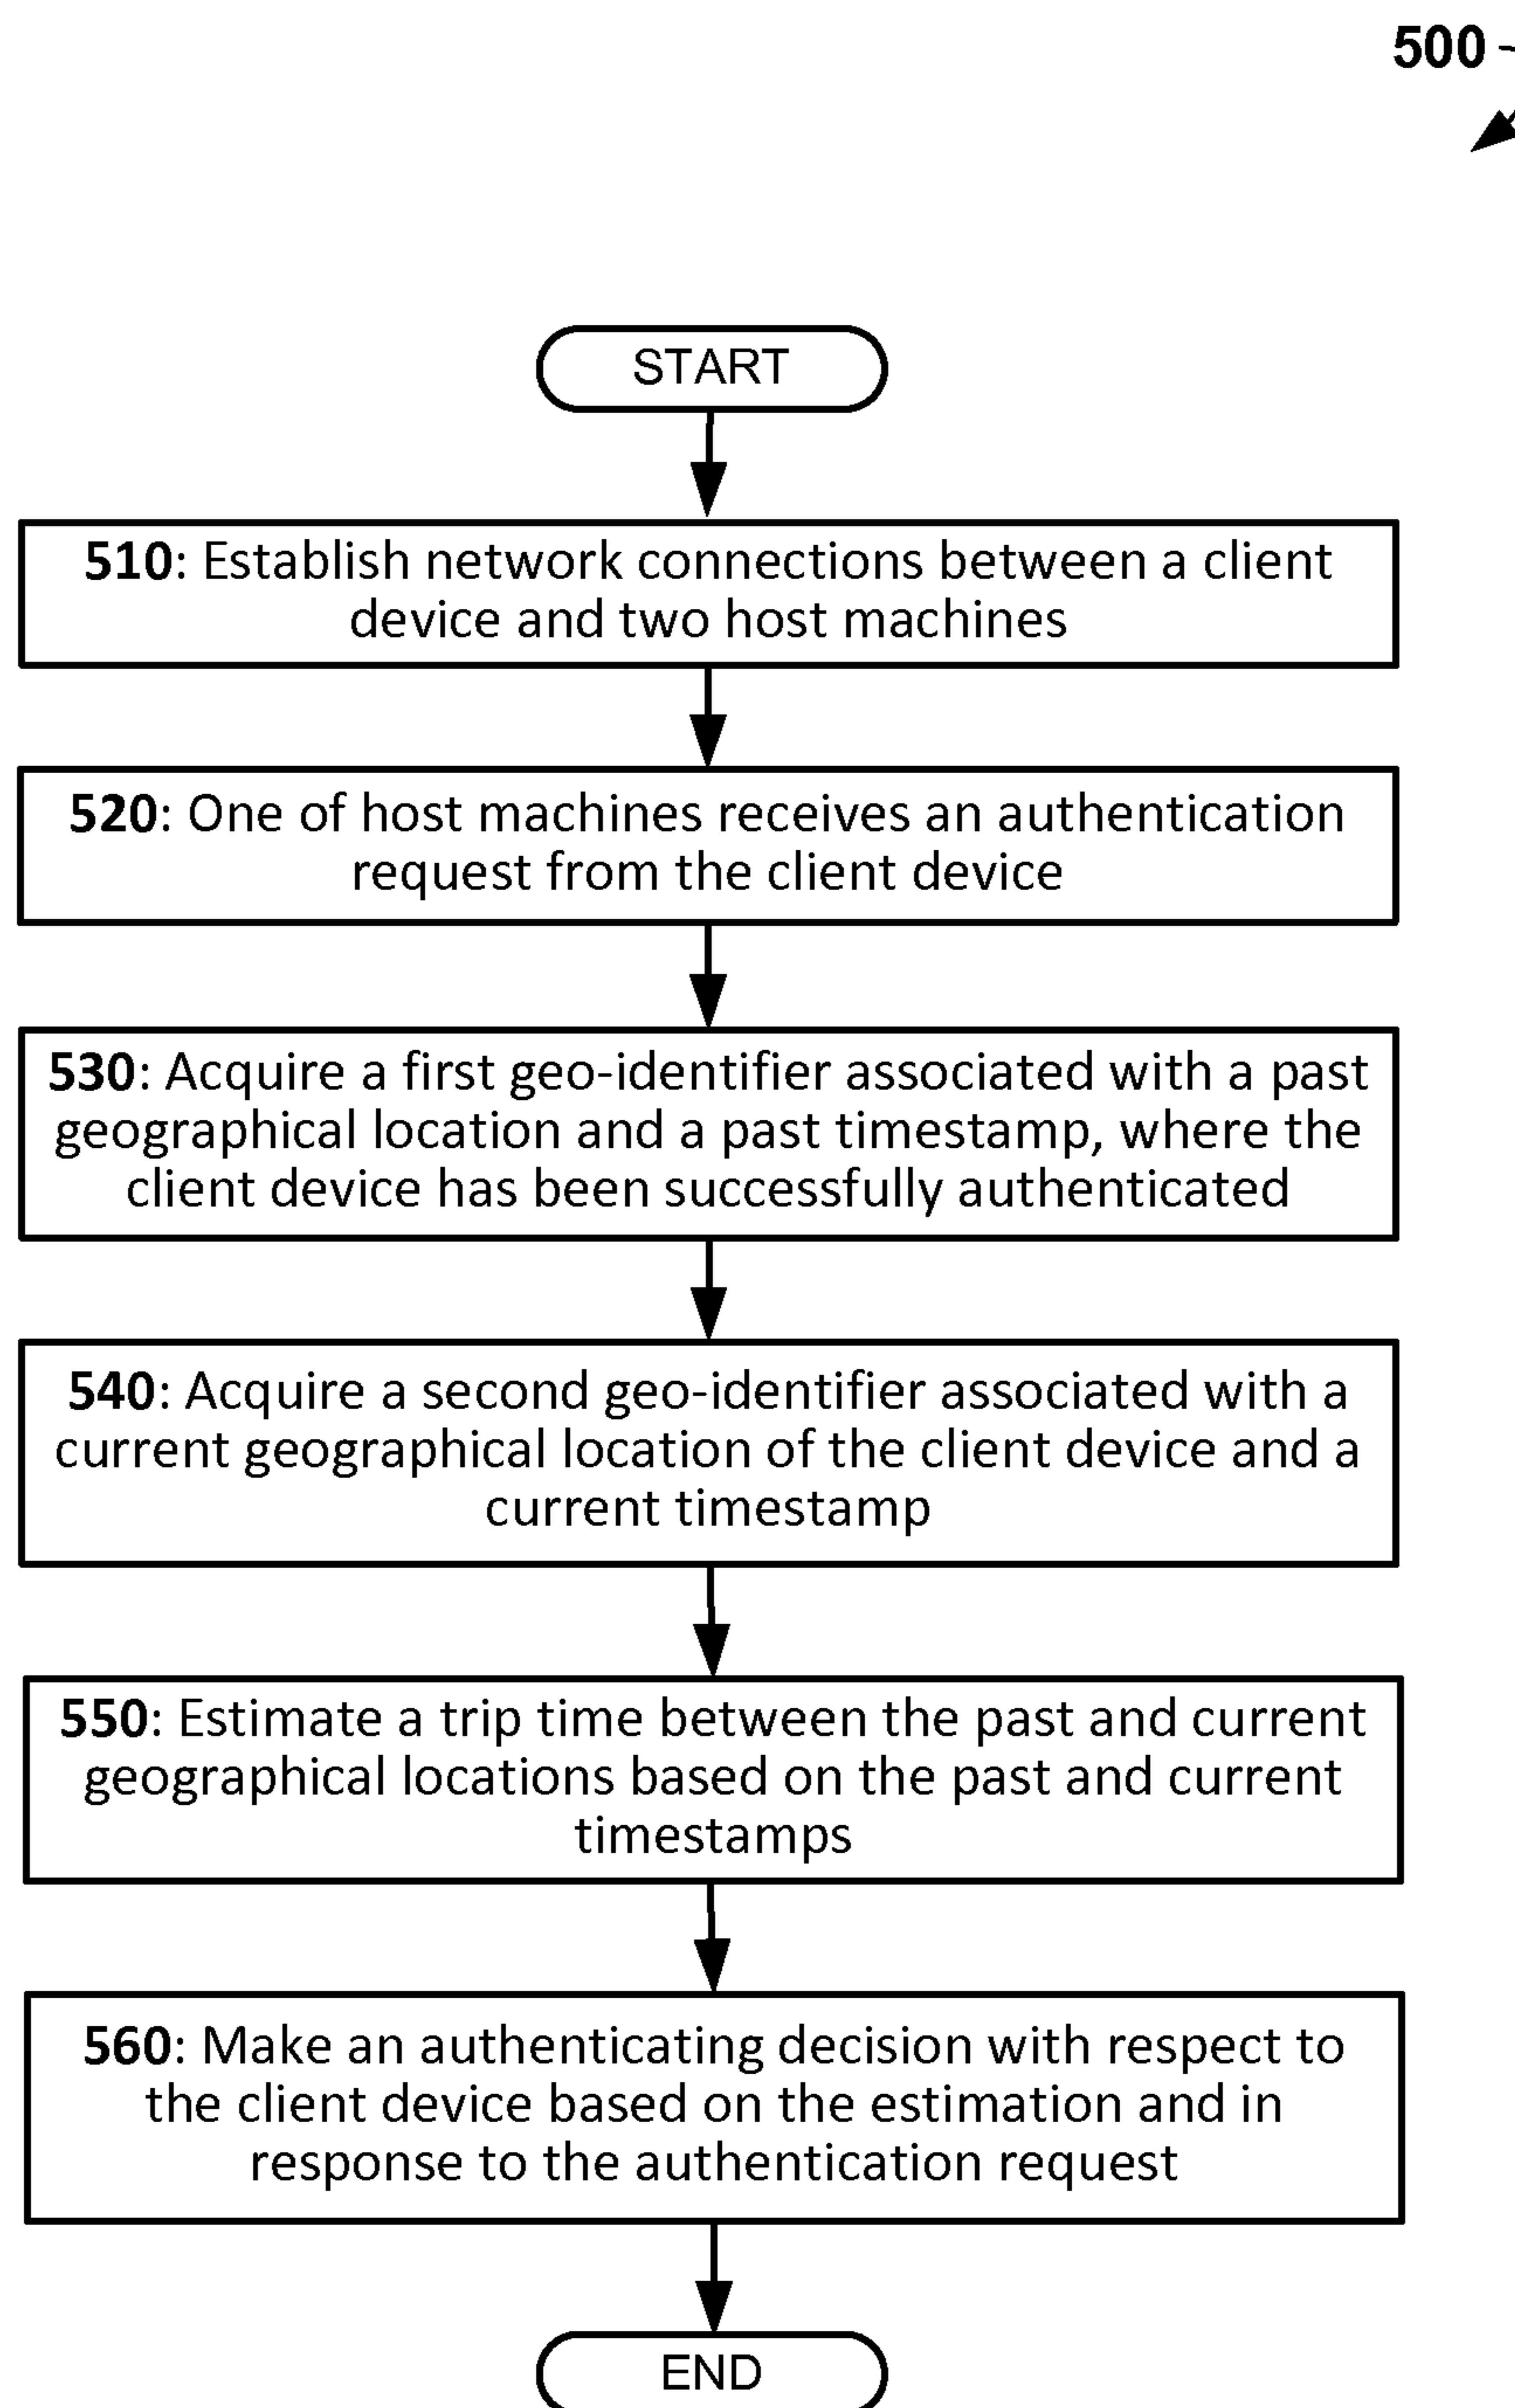 500
START
510: Establish network connections between a client
device and two host machines
520: One of host machines receives an authentication
request from the client device
530: Acquire a first geo-identifier associated with a past
geographical location and a past timestamp, where the
client device has been successfully authenticated
540: Acquire a second geo-identifier associated with a
current geographical location of the client device and a
current timestamp
550: Estimate a trip time between the past and current
geographical locations based on the past and current
timestamps
560: Make an authenticating decision with respect to
the client device based on the estimation and in
response to the authentication request
END